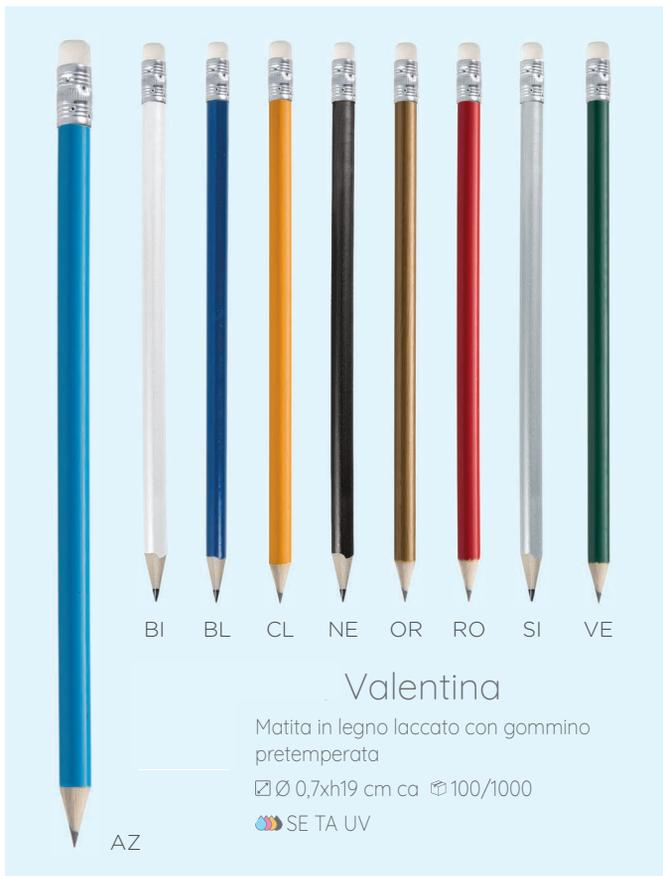 BI BL CL NE OR RO SI VE
Valentina
Matita in legno laccato con gommino
pretemperata
Ø 0,7xh19 cm ca 100/1000
SE TA UV
AZ